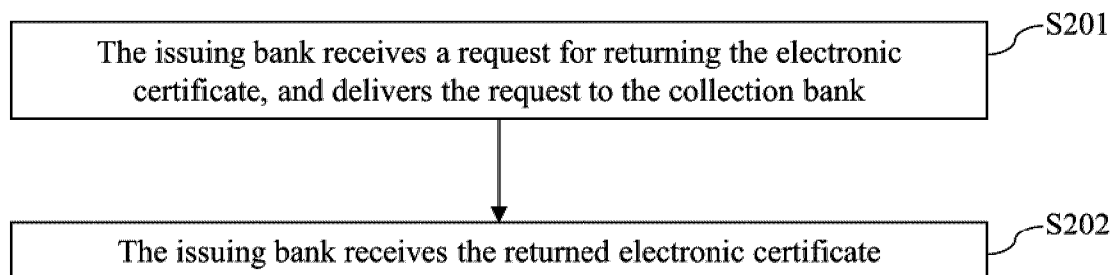 S201
The issuing bank receives a request for returning the electronic
certificate, and delivers the request to the collection bank
S202
The issuing bank receives the returned electronic certificate